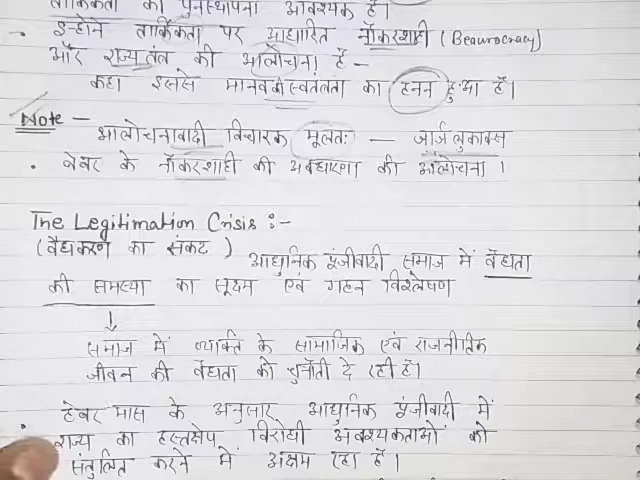 तार्किकता की पुनर्स्थापना आवश्यक है।
• इन्होने तार्किकता पर आधारित नौकरशाही (Beaurocracy)
और राज्य तंत्र की आलोचना है –
कहा इससे मानव की स्वतंत्रता का हनन हुआ है।
Note – आलोचनावादी विचारक मूलतः – जॉर्ज लुकाक्स
• वेबर के नौकरशाही की अवधारणा की आलोचना।
The Legitimation Crisis :-
(वैधकरण का संकट) आधुनिक पूंजीवादी समाज में वैधता
की समस्या का सूक्ष्म एवं गहन विश्लेषण
↓
समाज में व्यक्ति के सामाजिक एवं राजनीतिक
जीवन की वैधता को चुनौती दे रही है।
• हेबर मास के अनुसार आधुनिक पूंजीवादी में
राज्य का हस्तक्षेप विरोधी अवश्यकताओं को
संतुलित करने में अक्षम रहा है।